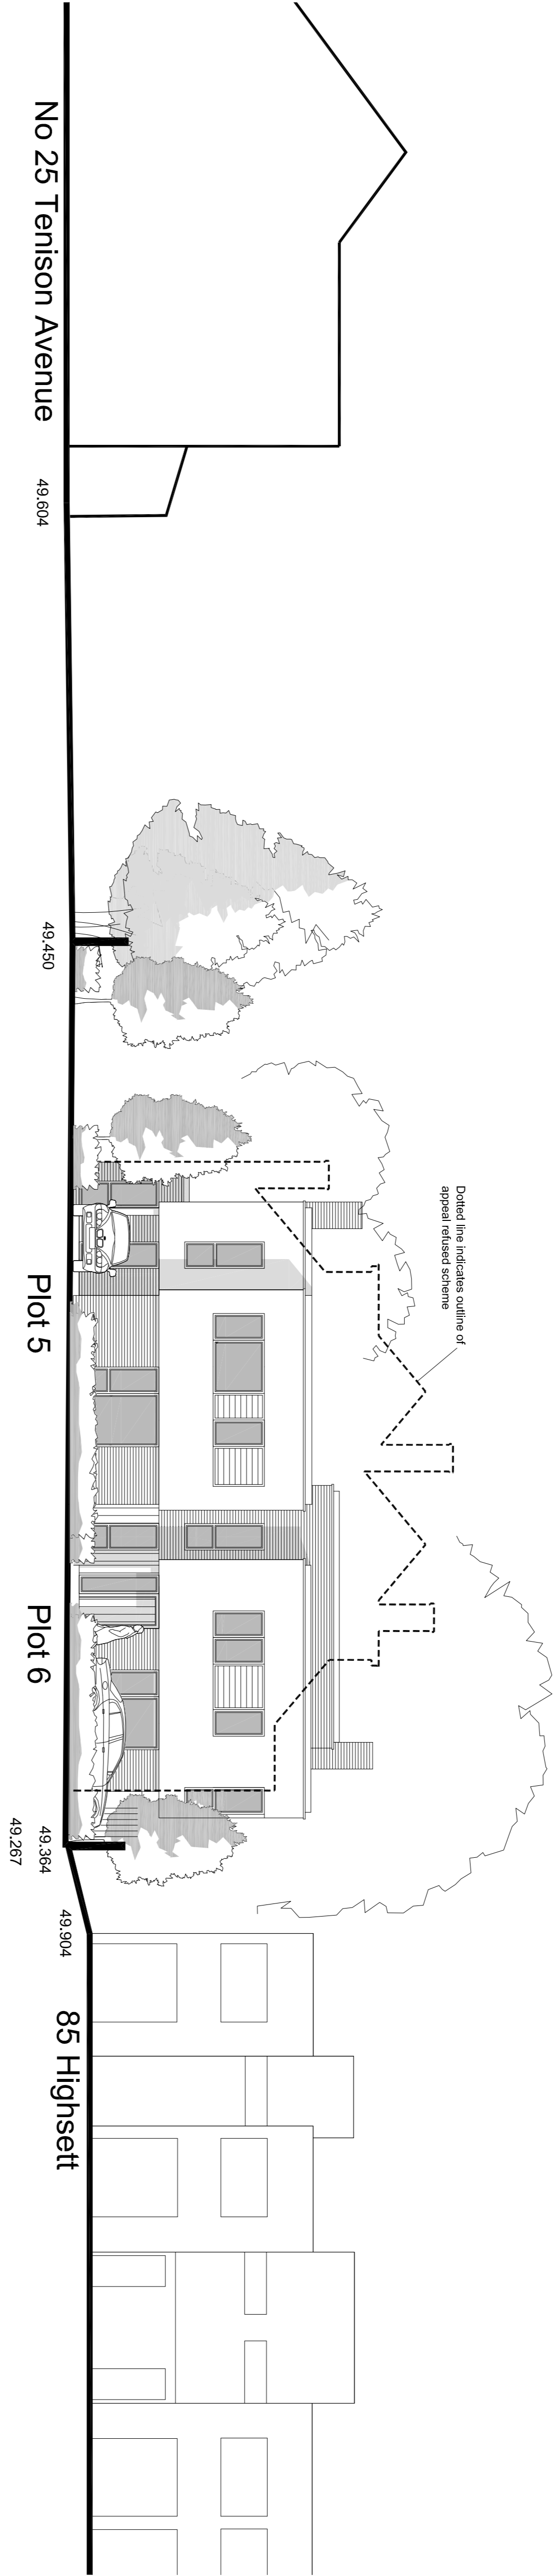 Dotted line indicates outline of
appeal refused scheme
No 25 Tenison Avenue
49.604
49.450
Plot 5
Plot 6
49.364
49.267
49.904
85 Highsett